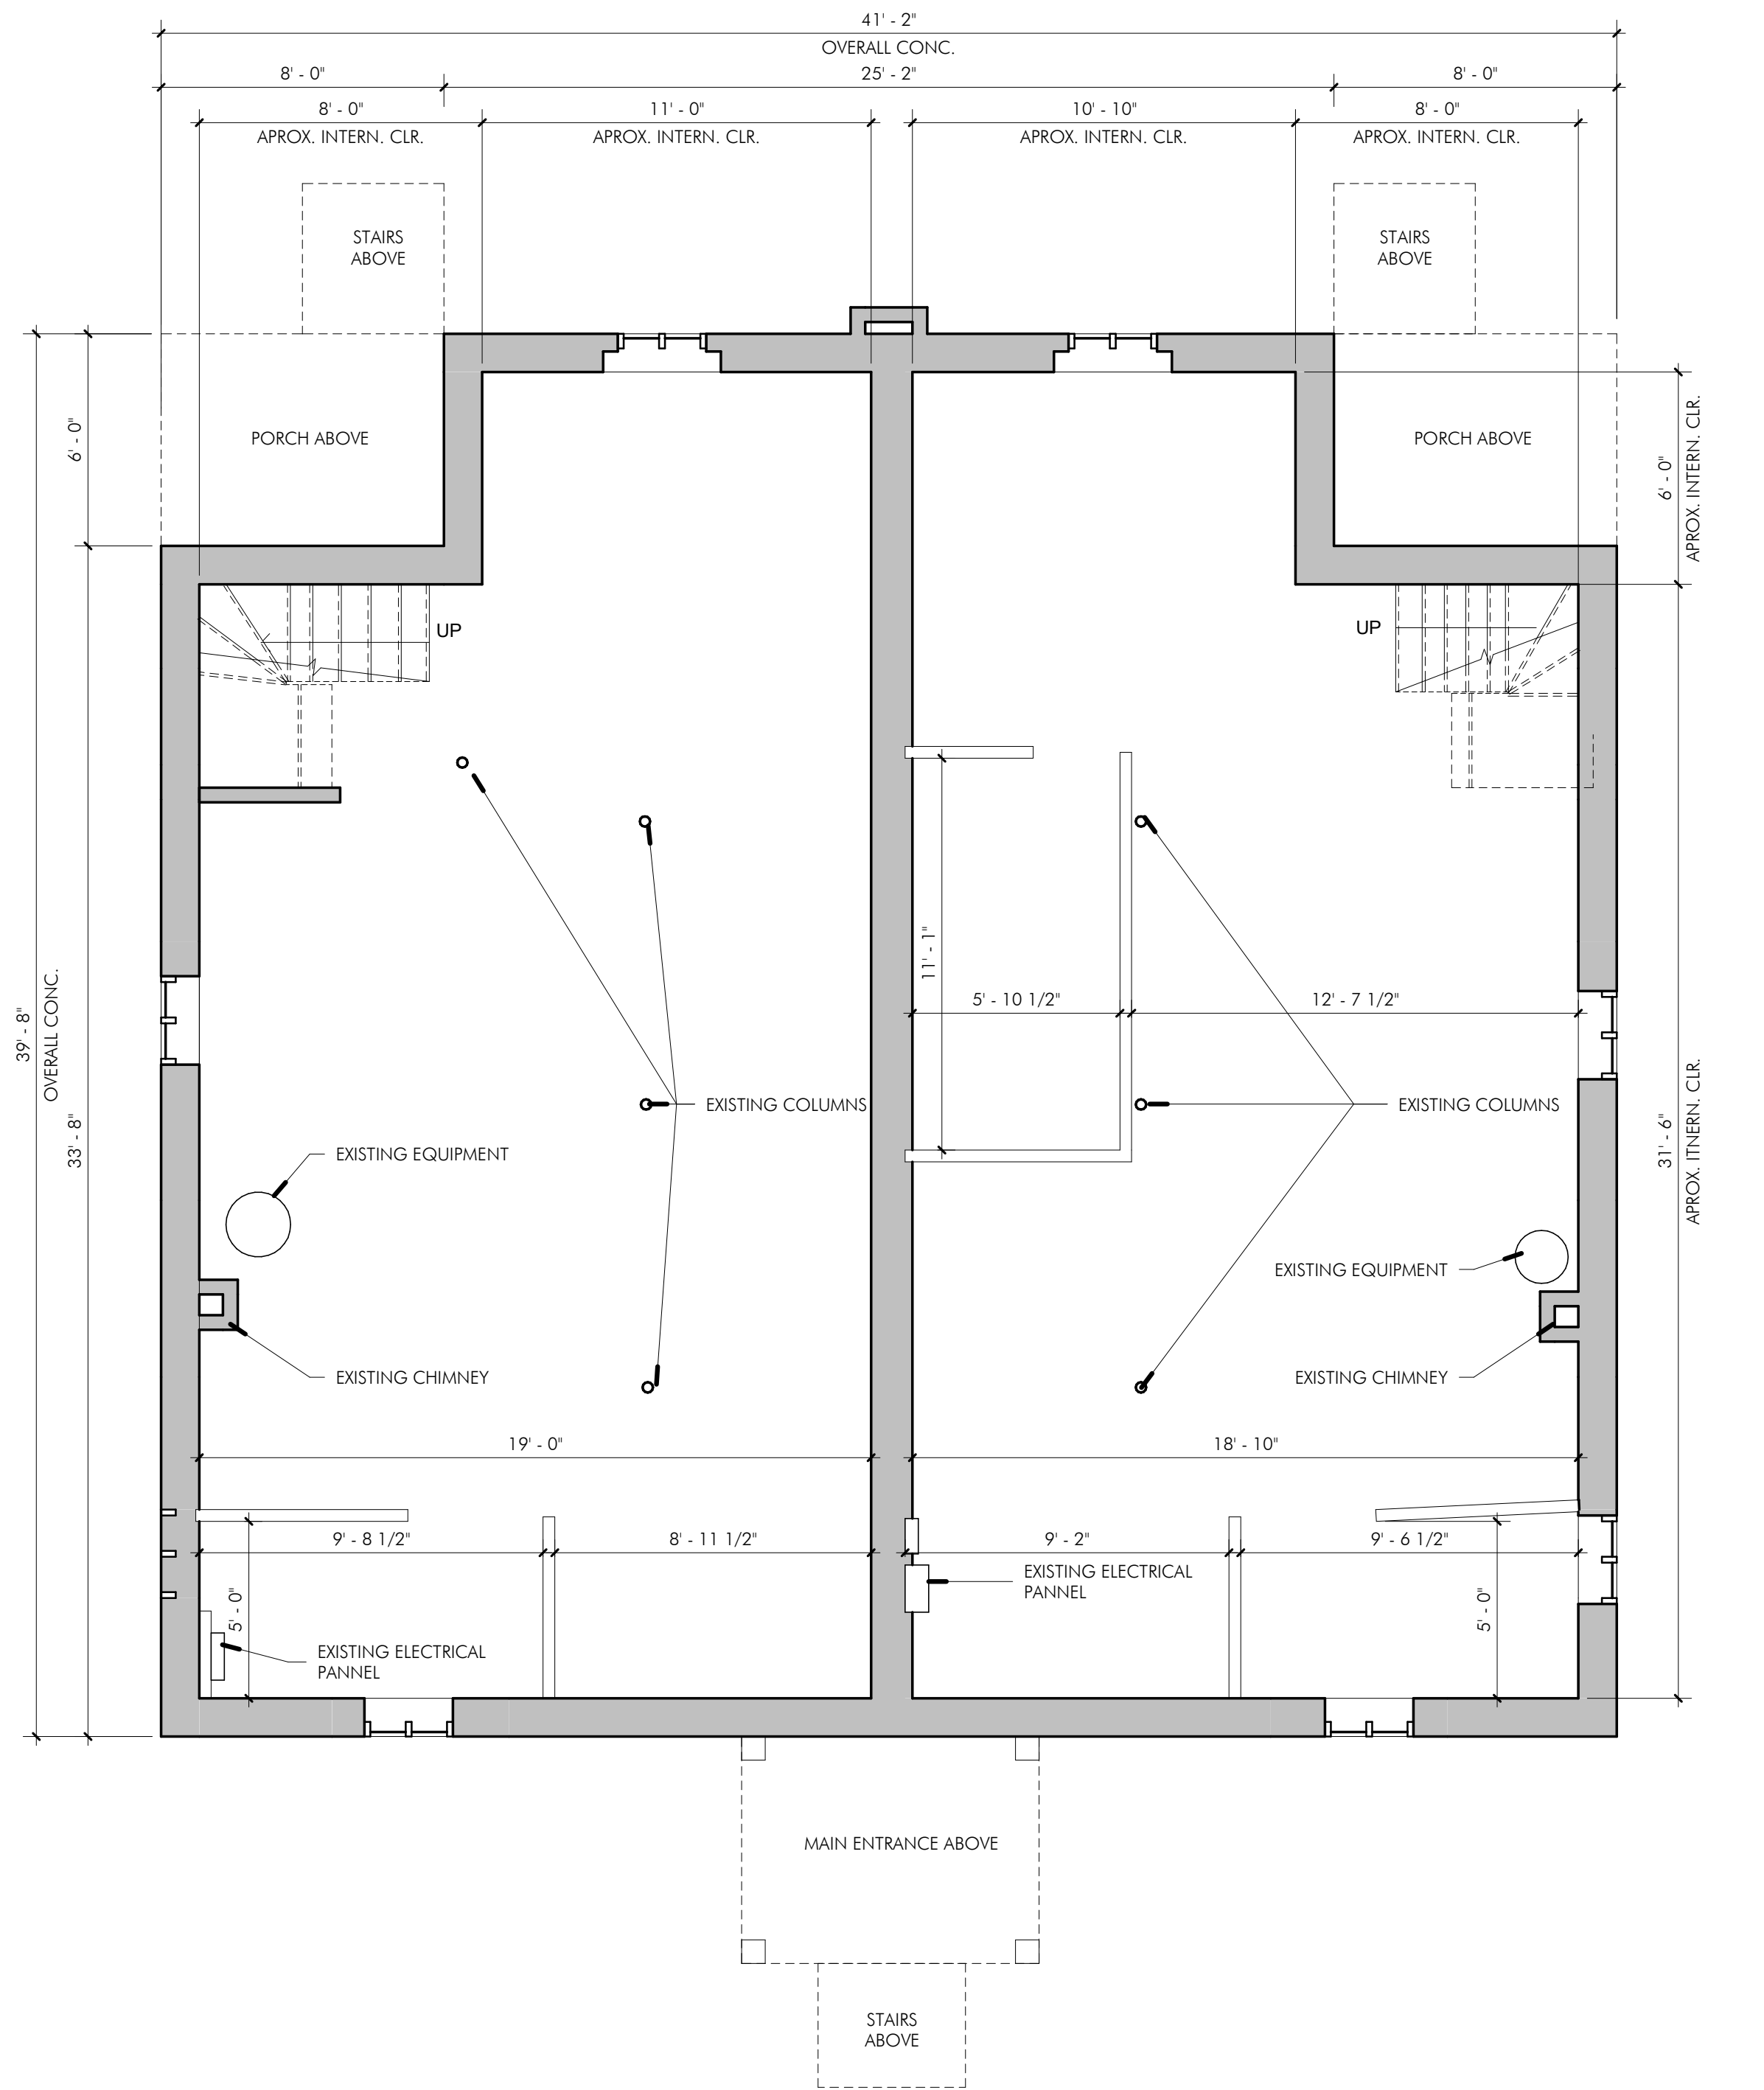 41' - 2"
OVERALL CONC.
8' - 0"
25' - 2"
8' - 0"
8' - 0"
11' - 0"
10' - 10"
8' - 0"
APROX. INTERN. CLR.
APROX. INTERN. CLR.
APROX. INTERN. CLR.
APROX. INTERN. CLR.
STAIRS
ABOVE
STAIRS
ABOVE
6' - 0"
PORCH ABOVE
PORCH ABOVE
6' - 0"
APROX. INTERN. CLR.
UP
UP
11' - 1"
5' - 10 1/2"
12' - 7 1/2"
39' - 8"
OVERALL CONC.
33' - 8"
EXISTING COLUMNS
EXISTING COLUMNS
31' - 6"
APROX. ITNERN. CLR.
EXISTING EQUIPMENT
EXISTING EQUIPMENT
EXISTING CHIMNEY
EXISTING CHIMNEY
19' - 0"
18' - 10"
9' - 8 1/2"
8' - 11 1/2"
9' - 2"
9' - 6 1/2"
EXISTING ELECTRICAL
PANNEL
5' - 0"
5' - 0"
EXISTING ELECTRICAL
PANNEL
MAIN ENTRANCE ABOVE
STAIRS
ABOVE